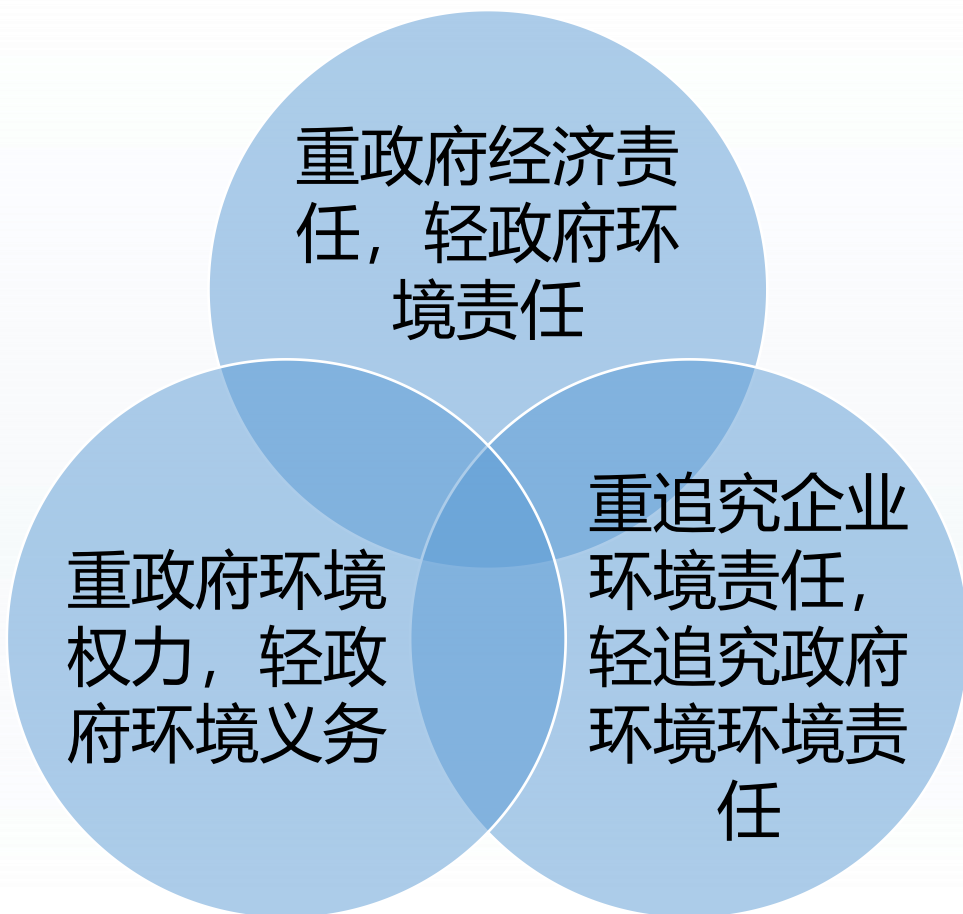 重政府经济责
任，轻政府环
境责任
重政府环境
权力，轻政
府环境义务
重追究企业
环境责任，
轻追究政府
环境环境责
任